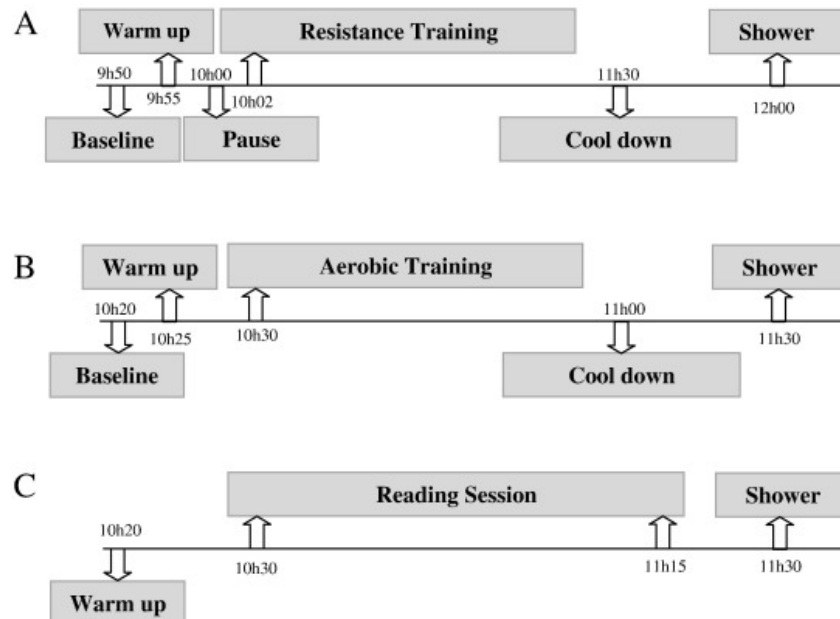 A
Warm up
Resistance Training
Shower
9h50
10h00
11h30
9h55
10h02
12h00
Baseline
Pause
Cool down
B
Warm up
Aerobic Training
Shower
10h20
11h00
10h25
10h30
11h30
Baseline
Cool down
C
Reading Session
Shower
10h20
10h30
11h15
11h30
Warm up